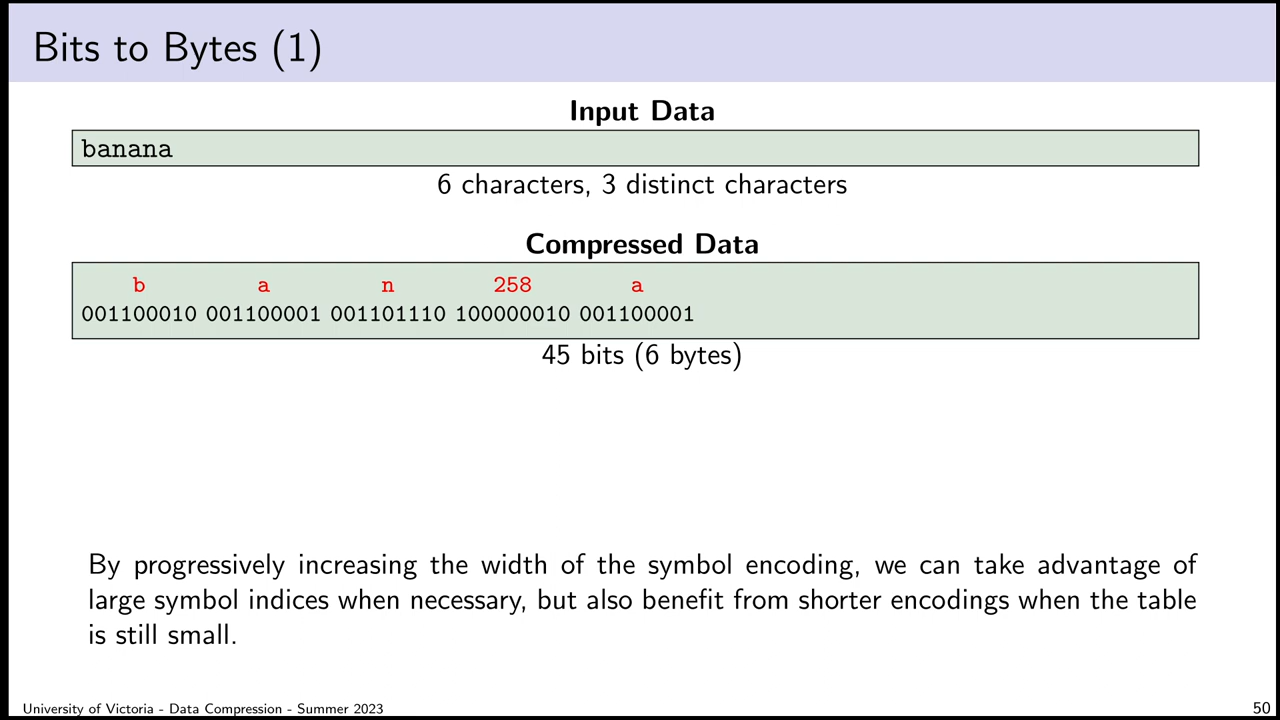 Bits to Bytes (1)
Input Data
banana
6 characters, 3 distinct characters
Compressed Data
b a n 258 a
001100010 001100001 001101110 100000010 001100001
45 bits (6 bytes)
By progressively increasing the width of the symbol encoding, we can take advantage of
large symbol indices when necessary, but also benefit from shorter encodings when the table
is still small.
University of Victoria - Data Compression - Summer 2023 50